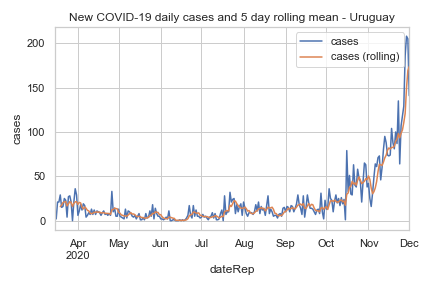 New COVID-19 daily cases and 5 day rolling mean - Uruguay
cases
cases (rolling)
cases
200
150
100
50
0
Apr May Jun Jul Aug Sep Oct Nov Dec
2020
dateRep